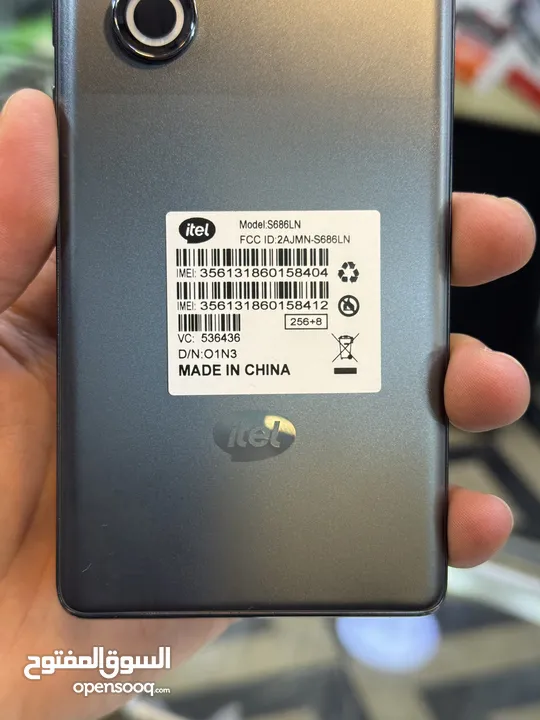 itel
Model:S686LN
FCC ID:2AJMN-S686LN
IMEI: 356131860158404
IMEI: 356131860158412
256+8
VC: 536436
D/N:O1N3
MADE IN CHINA
itel
السوق المفتوح
opensooq.com